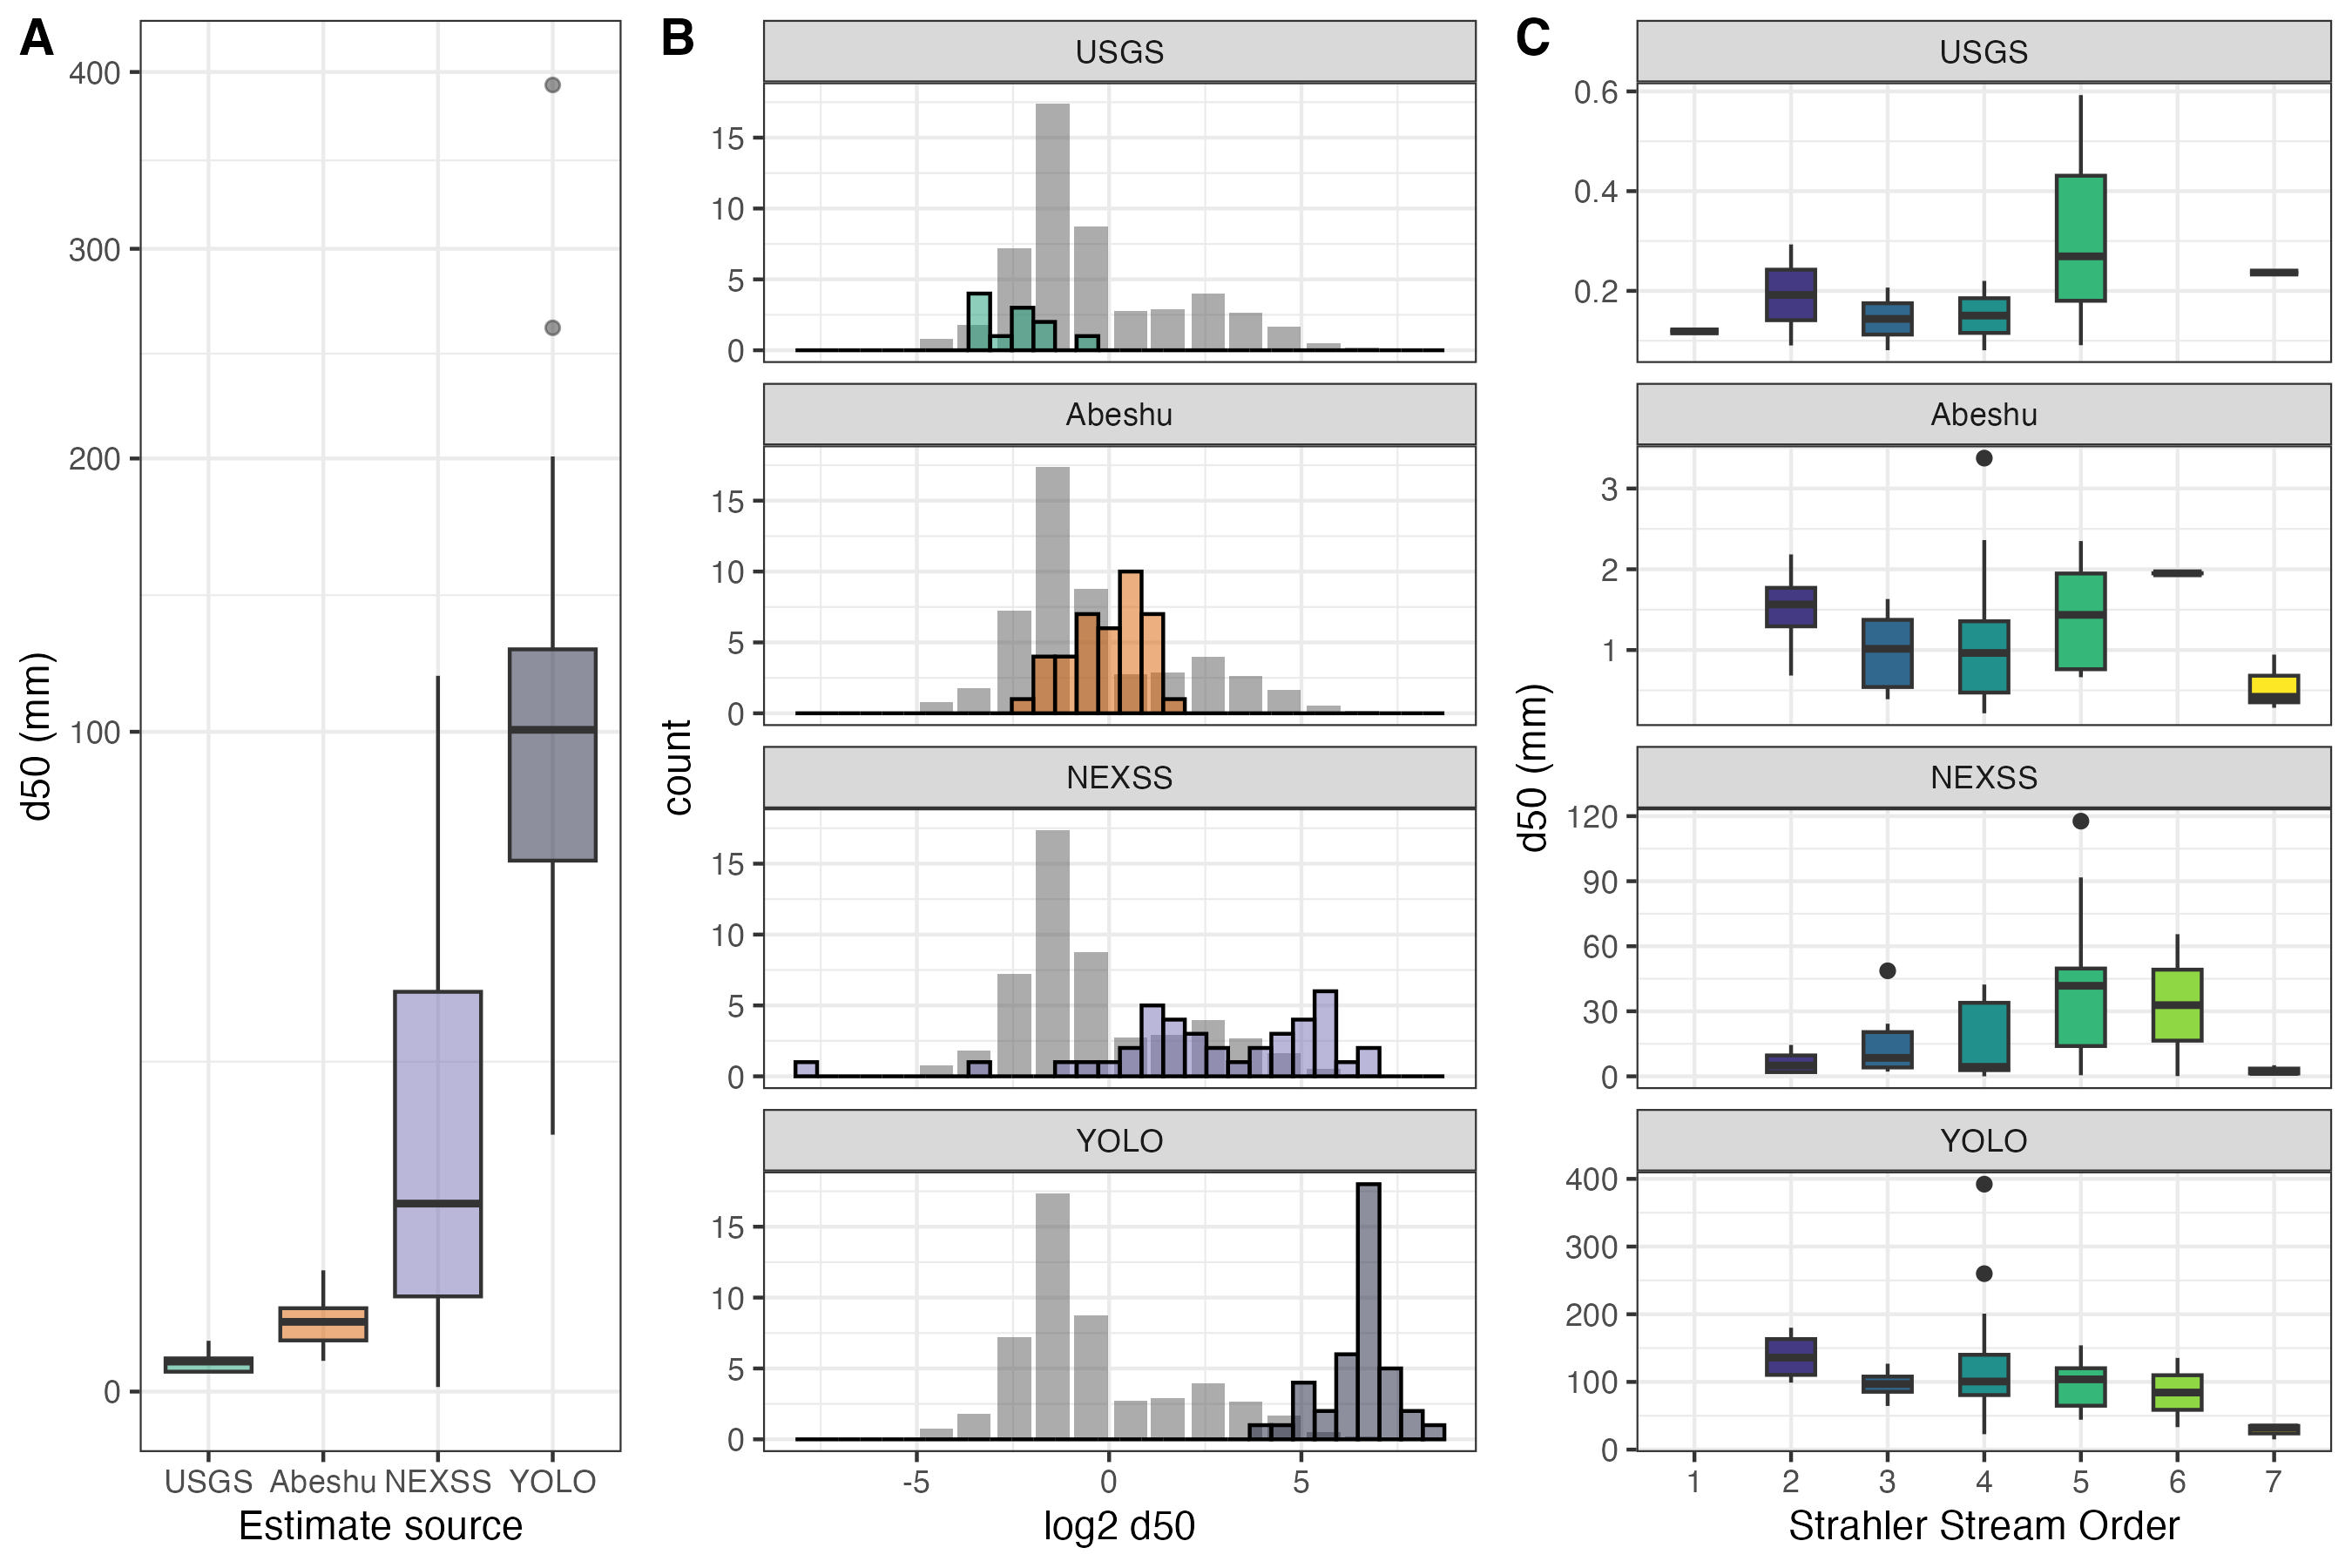 A
d50 (mm)
400
300
200
100
0
USGS
Abeshu
NEXSS
YOLO
Estimate source
B
count
USGS
15
10
5
0
Abeshu
15
10
5
0
NEXSS
15
10
5
0
YOLO
15
10
5
0
-5
0
5
log2 d50
C
d50 (mm)
USGS
0.6
0.4
0.2
Abeshu
3
2
1
NEXSS
120
90
60
30
0
YOLO
400
300
200
100
0
1
2
3
4
5
6
7
Strahler Stream Order